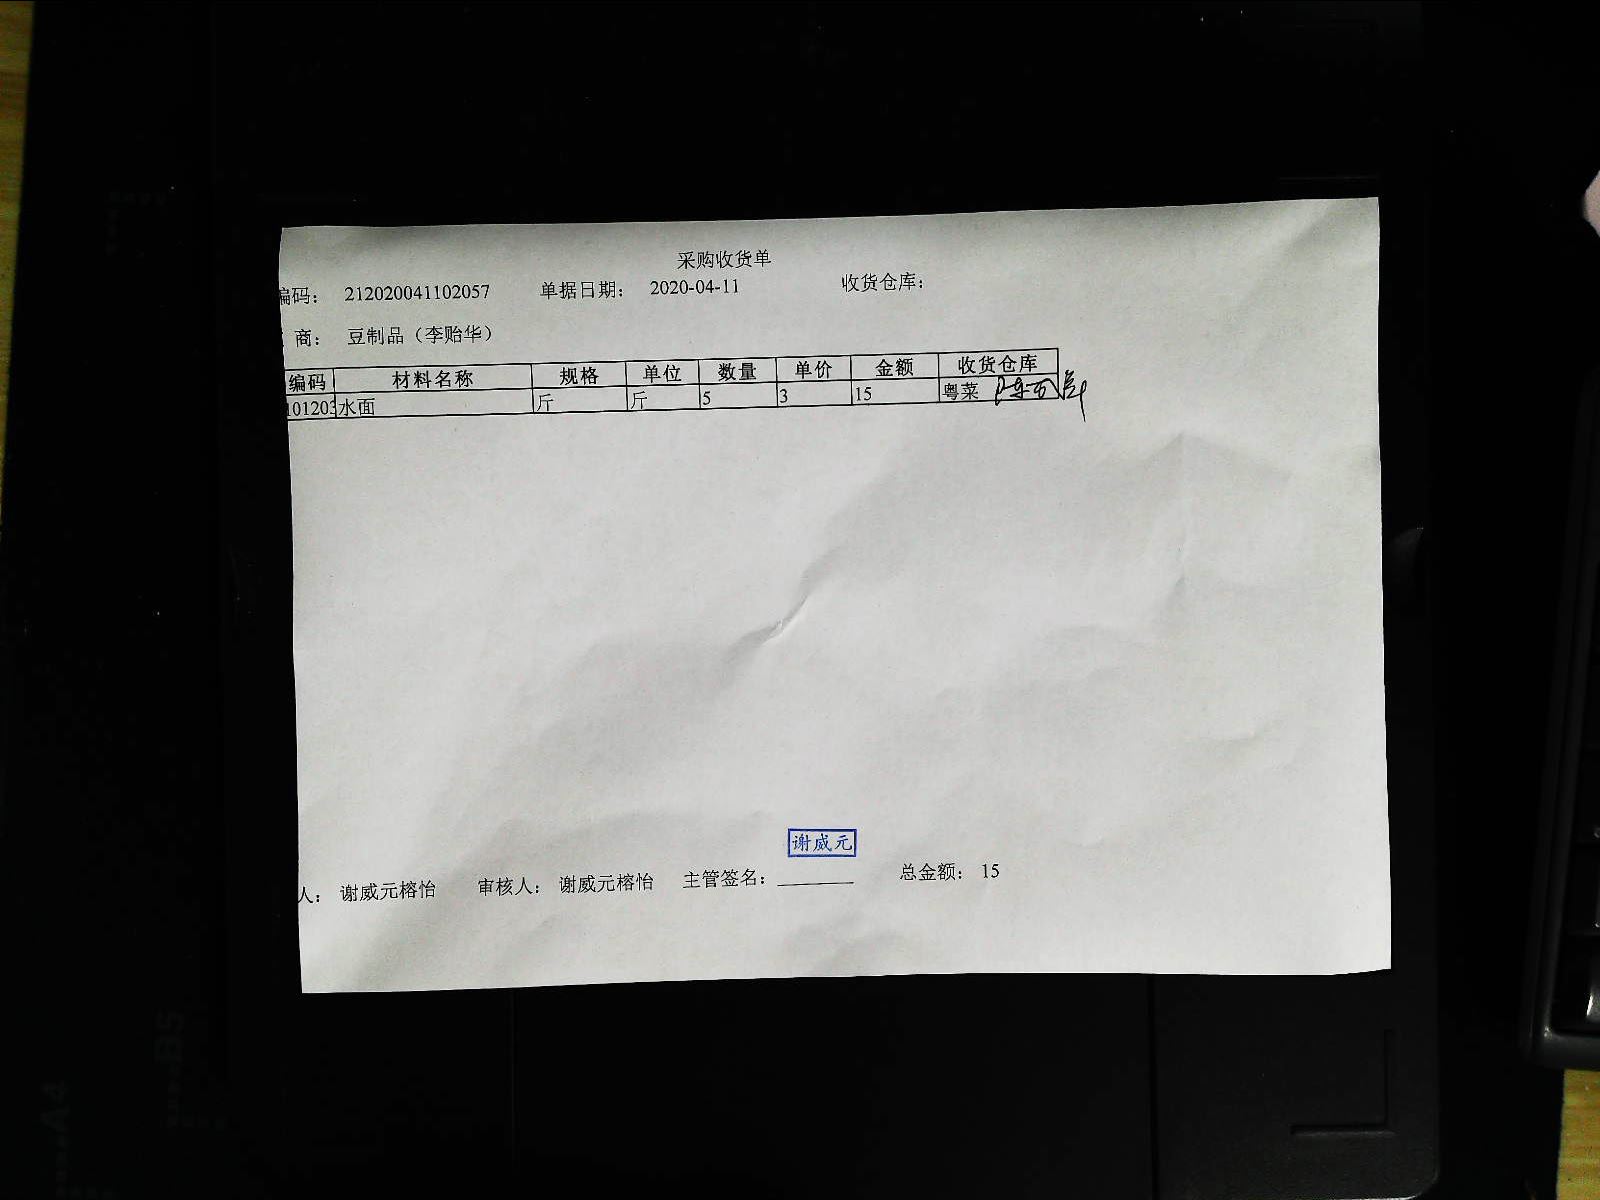 采购收货单
编码： 212020041102057 单据日期： 2020-04-11 收货仓库：
商： 豆制品（李贻华）
编码 材料名称 规格 单位 数量 单价 金额 收货仓库
101203 水面 斤 斤 5 3 15 粤菜
谢威元
人： 谢威元榕怡 审核人： 谢威元榕怡 主管签名： 总金额： 15
A4
B5